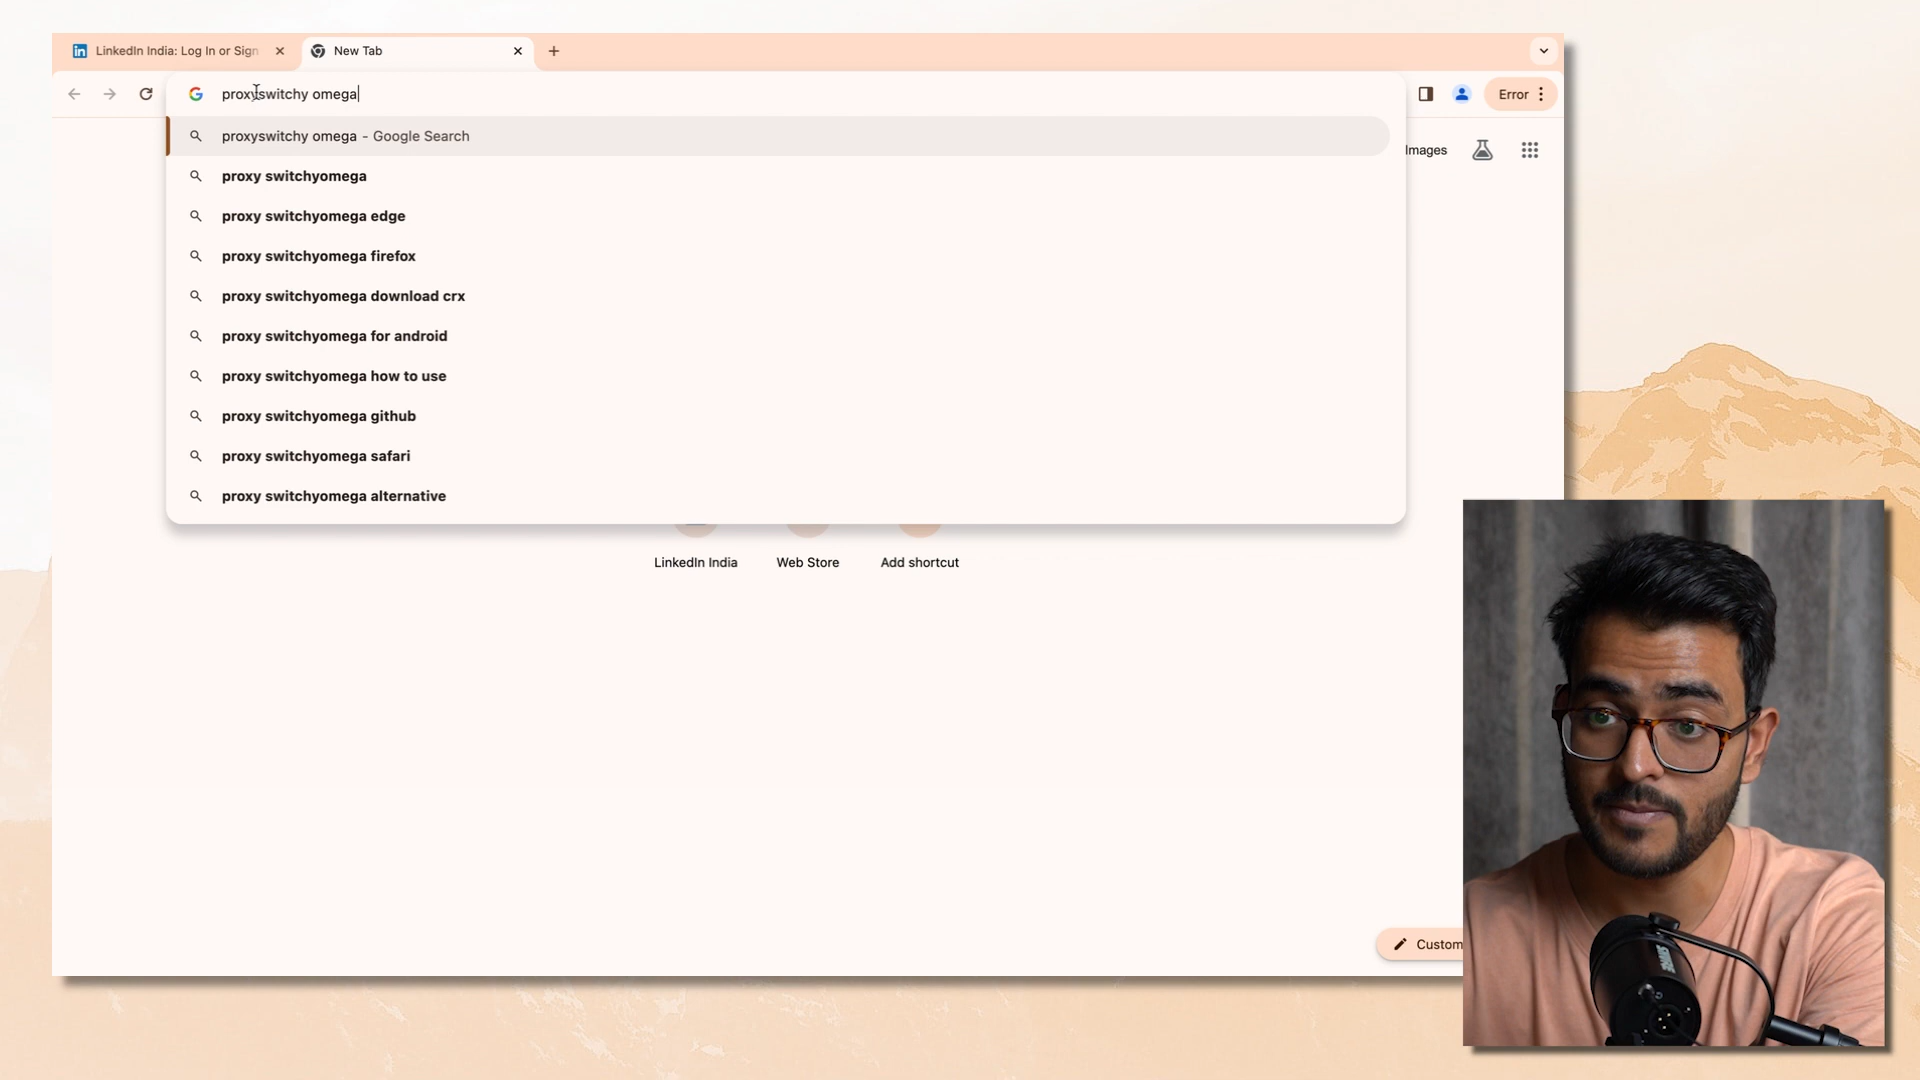 LinkedIn India: Log In or Sign
New Tab
proxyswitchy omega
Error
proxyswitchy omega - Google Search
Images
proxy switchyomega
proxy switchyomega edge
proxy switchyomega firefox
proxy switchyomega download crx
proxy switchyomega for android
proxy switchyomega how to use
proxy switchyomega github
proxy switchyomega safari
proxy switchyomega alternative
LinkedIn India
Web Store
Add shortcut
Custom
SHURE